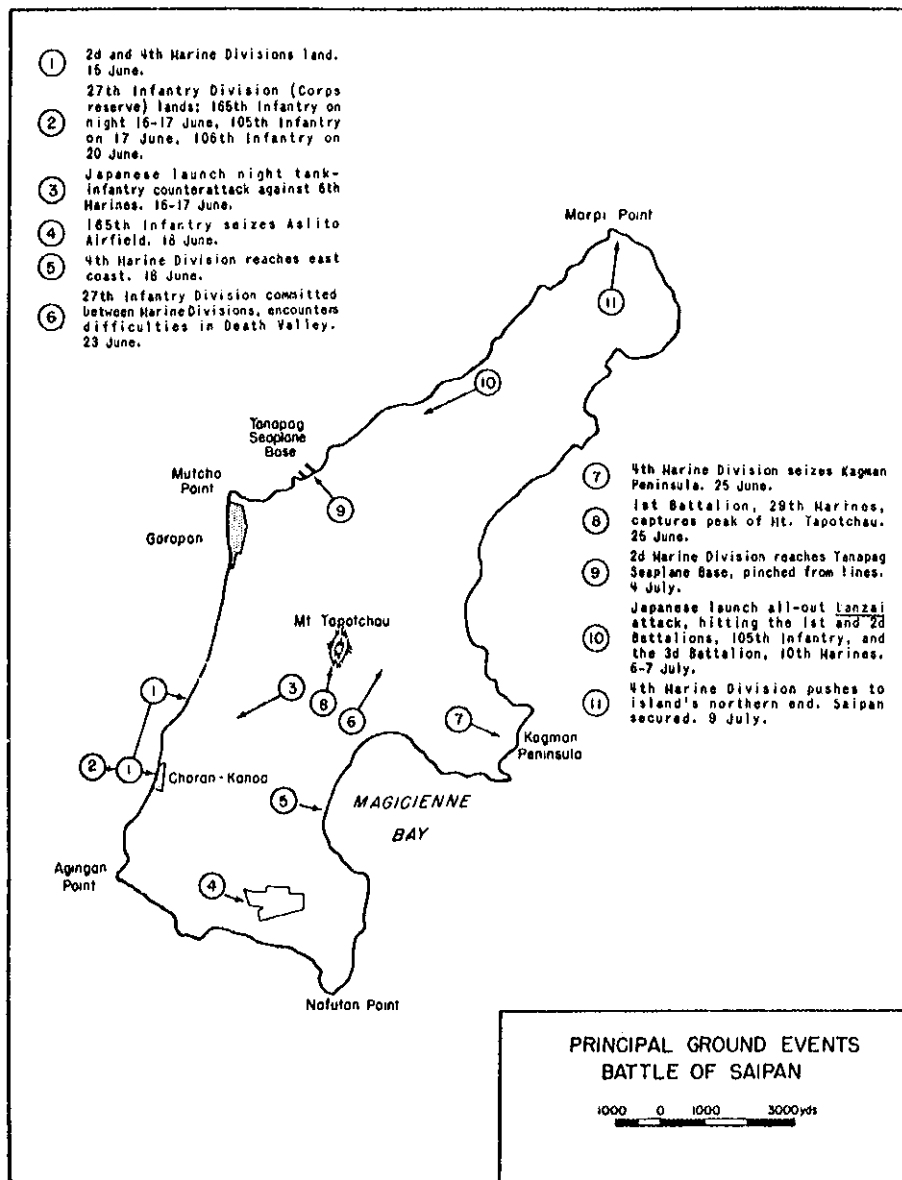 1
2d and 4th Marine Divisions land.
15 June.
2
27th Infantry Division (Corps
reserve) lands: 165th Infantry on
night 16-17 June, 105th Infantry
on 17 June, 106th Infantry on
20 June.
3
Japanese launch night tank-
infantry counterattack against 6th
Marines. 16-17 June.
4
165th Infantry seizes Aslito
Airfield. 18 June.
5
4th Marine Division reaches east
coast. 18 June.
6
27th Infantry Division committed
between Marine Divisions, encounters
difficulties in Death Valley.
23 June.
Marpi Point
11
10
Tanapag
Seaplane
Base
Mutcho
Point
9
Garapan
7
4th Marine Division seizes Kagman
Peninsula. 25 June.
8
1st Battalion, 29th Marines,
captures peak of Mt. Tapotchau.
25 June.
9
2d Marine Division reaches Tanapag
Seaplane Base, pinched from lines.
4 July.
10
Japanese launch all-out banzai
attack, hitting the 1st and 2d
Battalions, 105th Infantry, and
the 3d Battalion, 10th Marines.
6-7 July.
11
4th Marine Division pushes to
island's northern end. Saipan
secured. 9 July.
Mt Tapotchau
1
3
8
6
7
Kagman
Peninsula
2
1
Charan-Kanoa
5
MAGICIENNE
BAY
Agingan
Point
4
Nafutan Point
PRINCIPAL GROUND EVENTS
BATTLE OF SAIPAN
1000 0 1000 3000yds